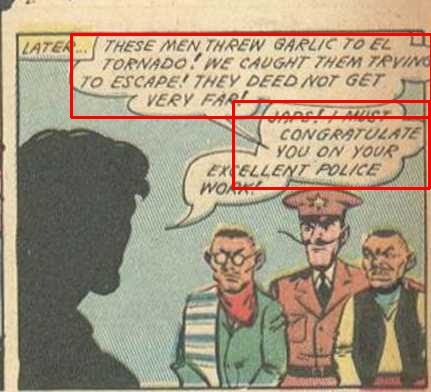 LATER...
THESE MEN THREW GARLIC TO EL
TORNADO! WE CAUGHT THEM TRYING
TO ESCAPE! THEY DEED NOT GET
VERY FAR!
JAPS! I MUST
CONGRATULATE
YOU ON YOUR
EXCELLENT POLICE
WORK!